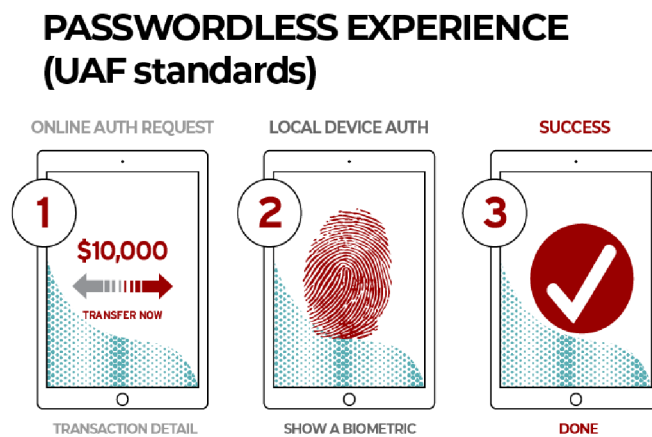 PASSWORDLESS EXPERIENCE
(UAF standards)
ONLINE AUTH REQUEST
LOCAL DEVICE AUTH
SUCCESS
1
2
3
$10,000
TRANSFER NOW
TRANSACTION DETAIL
SHOW A BIOMETRIC
DONE